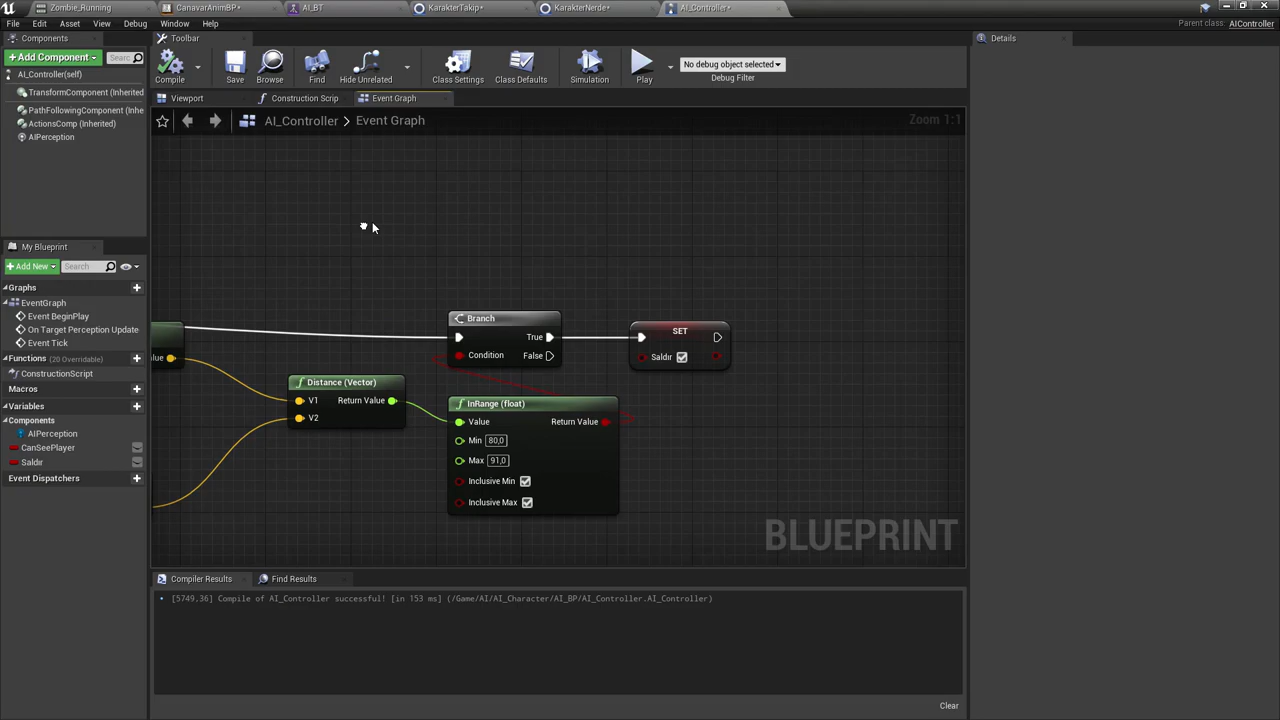 Zombie_Running
CanavarAnimBP*
AI_BT
KarakterTakip*
KarakterNerde*
AI_Controller*
File
Edit
Asset
View
Debug
Window
Help
Parent class: AIController
Components
Toolbar
Details
+Add Component
Searc
Compile
Save
Browse
Find
Hide Unrelated
Class Settings
Class Defaults
Simulation
Play
No debug object selected
Debug Filter
AI_Controller(self)
TransformComponent (Inherited
PathFollowingComponent (Inhe
ActionsComp (Inherited)
AIPerception
Viewport
Construction Scrip
Event Graph
AI_Controller > Event Graph
Zoom 1:1
My Blueprint
+Add New
Search
Graphs
EventGraph
Event BeginPlay
On Target Perception Update
Event Tick
Functions (20 Overridable)
ConstructionScript
Macros
Variables
Components
AIPerception
CanSeePlayer
Saldır
Event Dispatchers
Branch
True
Condition
False
SET
Saldır
alue
Distance (Vector)
V1
Return Value
V2
InRange (float)
Value
Return Value
Min 80,0
Max 91,0
Inclusive Min
Inclusive Max
BLUEPRINT
Compiler Results
Find Results
[5749,36] Compile of AI_Controller successful! [in 153 ms] (/Game/AI/AI_Character/AI_BP/AI_Controller.AI_Controller)
Clear